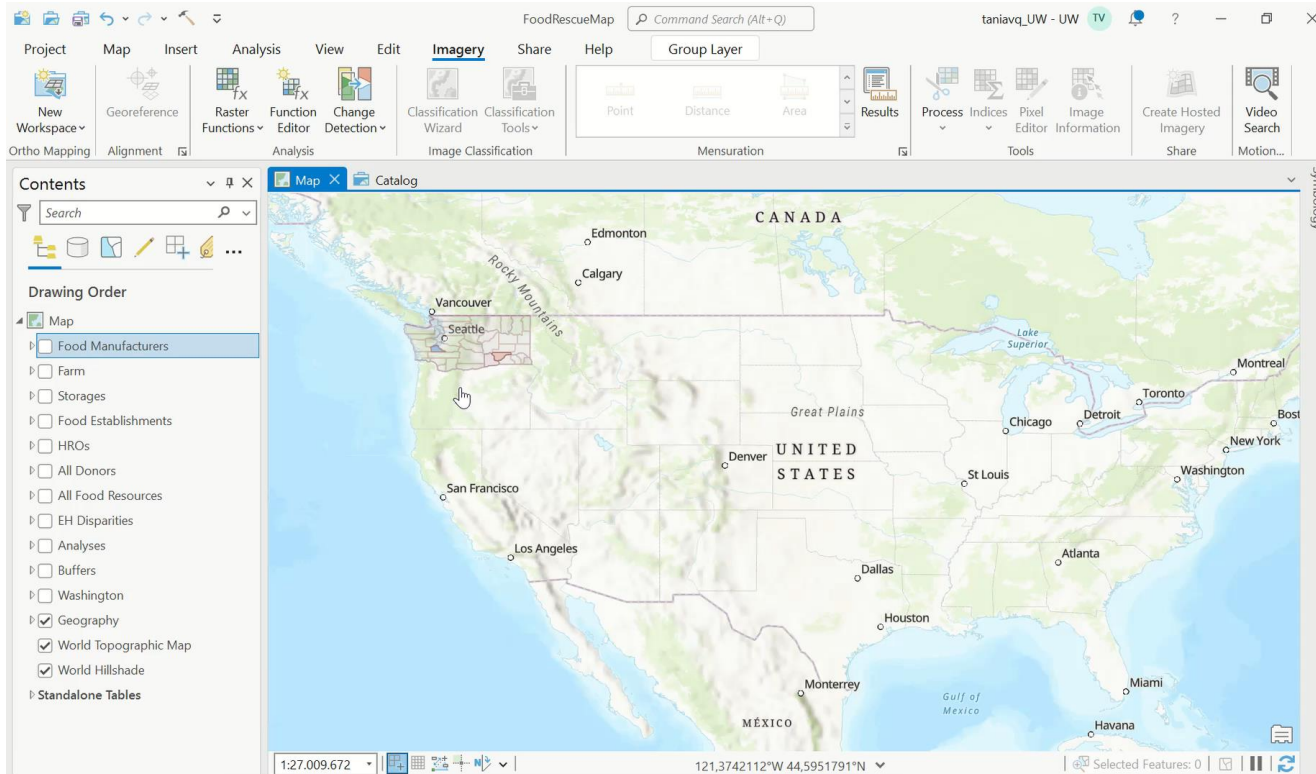 FoodRescueMap
Command Search (Alt+Q)
taniavq_UW - UW
TV
?
Project Map Insert Analysis View Edit Imagery Share Help Group Layer
New Workspace
Georeference
Raster Functions
Function Editor
Change Detection
Classification Wizard
Classification Tools
Point
Distance
Area
Results
Process
Indices
Pixel Editor
Image Information
Create Hosted Imagery
Video Search
Ortho Mapping
Alignment
Analysis
Image Classification
Mensuration
Tools
Share
Motion...
Contents
Search
Drawing Order
Map
Food Manufacturers
Farm
Storages
Food Establishments
HROs
All Donors
All Food Resources
EH Disparities
Analyses
Buffers
Washington
Geography
World Topographic Map
World Hillshade
Standalone Tables
Map
Catalog
Symbology
CANADA
Edmonton
Rocky Mountains
Calgary
Vancouver
Seattle
Lake Superior
Montreal
Toronto
Great Plains
Chicago
Detroit
Bost
New York
Denver
UNITED STATES
St Louis
Washington
San Francisco
Los Angeles
Atlanta
Dallas
Houston
Monterrey
Gulf of Mexico
Miami
MÉXICO
Havana
1:27.009.672
121,3742112°W 44,5951791°N
Selected Features: 0